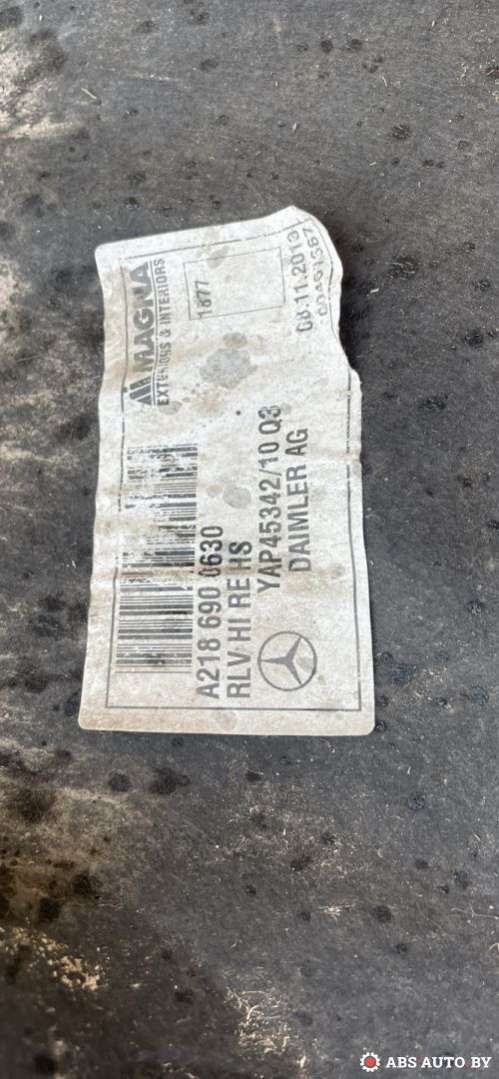 MAGNA
EXTERIORS & INTERIORS
1877
08.11.2013
A218 690 0630
RLV HI RE HS
YAP45342/10 Q3
DAIMLER AG
ABS AUTO.BY